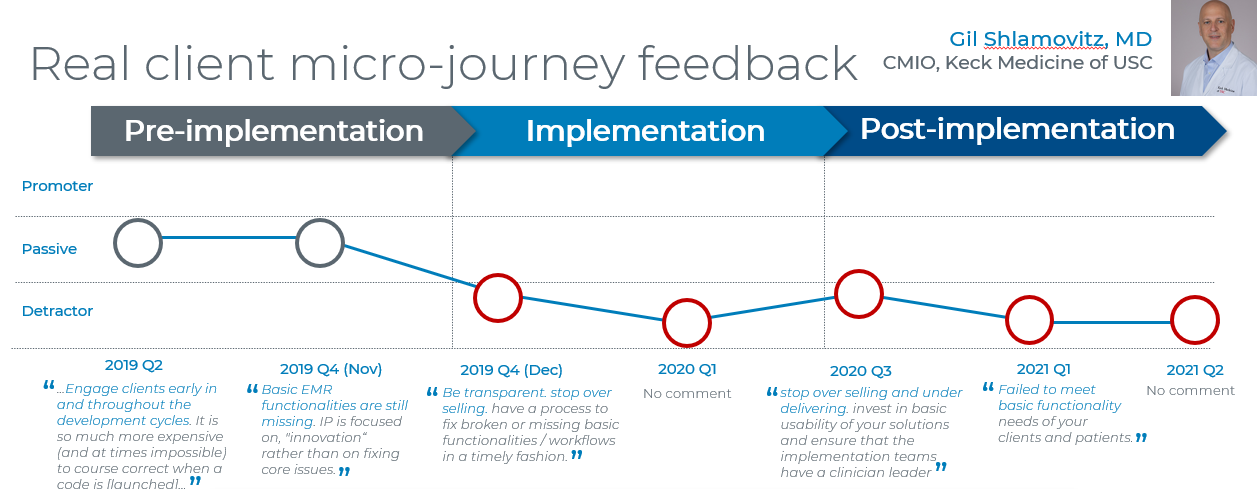 Real client micro-journey feedback
Gil Shlamovitz, MD
CMIO, Keck Medicine of USC
Pre-implementation
Implementation
Post-implementation
Promoter
Passive
Detractor
2019 Q2
“...Engage clients early in
and throughout the
development cycles. It is
so much more expensive
(and at times impossible)
to course correct when a
code is [launched]...”
2019 Q4 (Nov)
“Basic EMR
functionalities are still
missing. IP is focused
on, "innovation“
rather than on fixing
core issues.”
2019 Q4 (Dec)
“Be transparent. stop over
selling. have a process to
fix broken or missing basic
functionalities / workflows
in a timely fashion.”
2020 Q1
No comment
2020 Q3
“stop over selling and under
delivering. invest in basic
usability of your solutions
and ensure that the
implementation teams
have a clinician leader”
2021 Q1
“Failed to meet
basic functionality
needs of your
clients and patients.”
2021 Q2
No comment